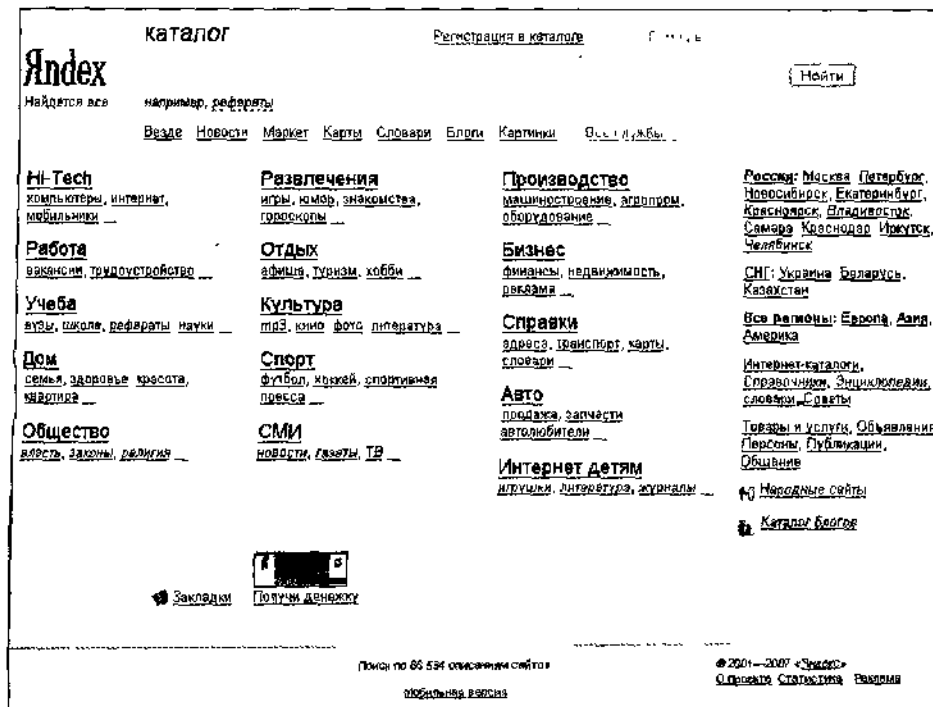 каталог
Регистрация в каталоге
Яndex
Найти
Найдется все
например, рефераты
Везде Новости Маркет Карты Словари Блоги Картинки Все службы
Hi-Tech
компьютеры, интернет,
мобильники ...
Работа
вакансии, трудоустройство ...
Учеба
вузы, школа, рефераты науки ...
Дом
семья, здоровье красота,
квартира ...
Общество
власть, законы, религия ...
Развлечения
игры, юмор, знакомства,
гороскопы ...
Отдых
афиша, туризм, хобби ...
Культура
mp3, кино фото литература ...
Спорт
футбол, хоккей, спортивная
пресса ...
СМИ
новости, газеты, ТВ ...
Производство
машиностроение, агропром,
оборудование ...
Бизнес
финансы, недвижимость,
реклама ...
Справки
адреса, транспорт, карты,
словари ...
Авто
продажа, запчасти
автолюбители ...
Интернет детям
игрушки, литература, журналы ...
Россия: Москва Петербург,
Новосибирск, Екатеринбург,
Красноярск, Владивосток,
Самара Краснодар Иркутск,
Челябинск
СНГ: Украина Беларусь,
Казахстан
Все регионы: Европа, Азия,
Америка
Интернет-каталоги,
Справочники, Энциклопедии,
словари, Советы
Товары и услуги, Объявления
Персоны, Публикации,
Общение
Народные сайты
Каталог блогов
Закладки
Получи денежку
Поиск по 86 534 описаниям сайтов
мобильная версия
© 2001—2007 «Яндекс»
О проекте Статистика Реклама